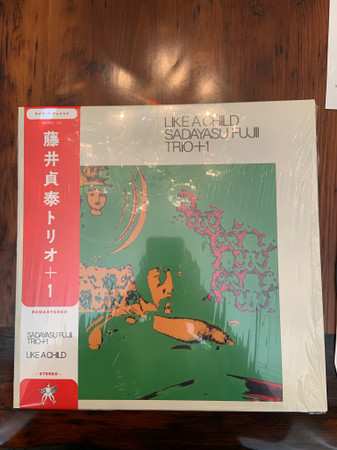 藤井貞泰トリオ+1
REMASTERED
SADAYASU FUJII
TRIO+1
LIKE A CHILD
-STEREO-
LIKE A CHILD
SADAYASU FUJII
TRIO+1